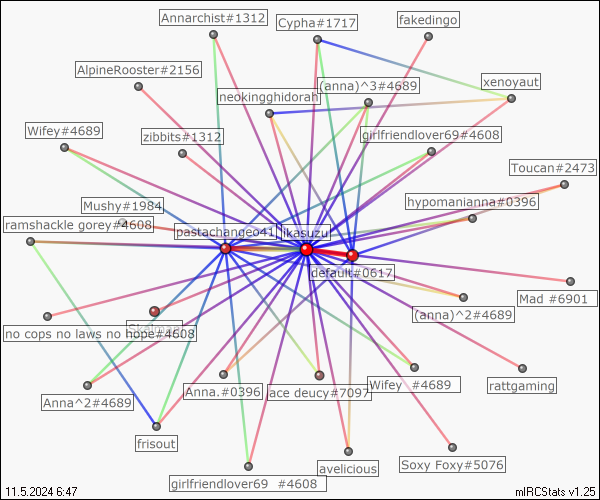 Annarchist#1312
Cypha#1717
fakedingo
AlpineRooster#2156
xenoyaut
(anna)^3#4689
neokingghidorah
Wifey#4689
zibbits#1312
girlfriendlover69#4608
Toucan#2473
Mushy#1984
hypomanianna#0396
ramshackle gorey#4608
pastachangeo41
ikasuzu
default#0617
Mad #6901
(anna)^2#4689
no cops no laws no hope#4608
Anna^2#4689
Anna.#0396
ace deucy#7097
Wifey #4689
rattgaming
frisout
avelicious
Soxy Foxy#5076
girlfriendlover69 #4608
11.5.2024 6:47
mIRCStats v1.25